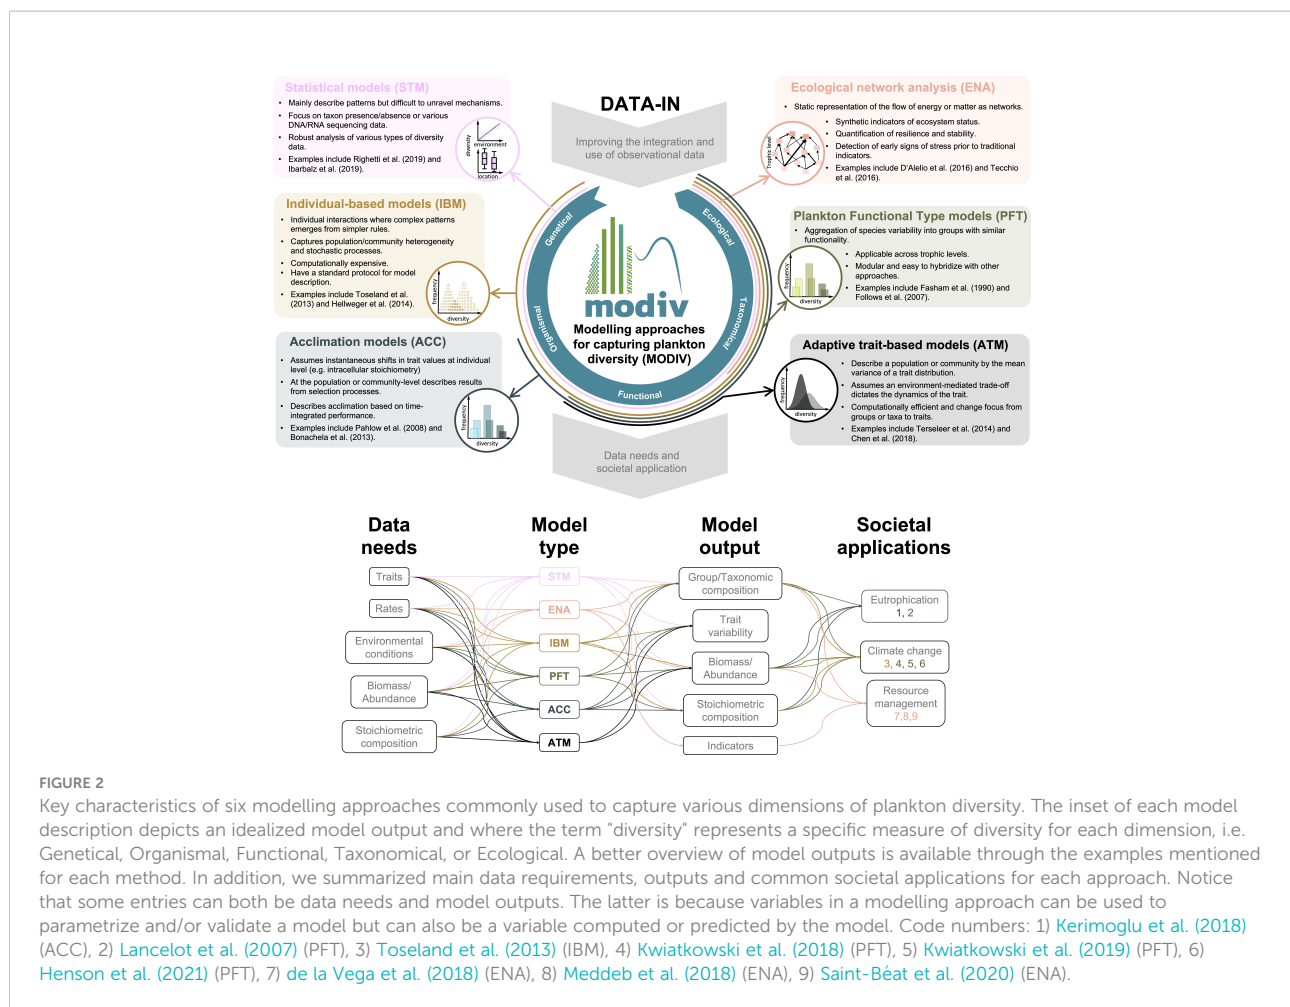 DATA-IN
Improving the integration and
use of observational data
Statistical models (STM)
• Mainly describe patterns but difficult to unravel mechanisms.
• Focus on taxon presence/absence or various
DNA/RNA sequencing data.
• Robust analysis of various types of diversity
data.
• Examples include Righetti et al. (2019) and
Ibarbalz et al. (2019).
diversity
environment
location
Individual-based models (IBM)
• Individual interactions where complex patterns
emerges from simpler rules.
• Captures population/community heterogeneity
and stochastic processes.
• Computationally expensive.
• Have a standard protocol for model
description.
• Examples include Toseland et al.
(2013) and Hellweger et al. (2014).
frequency
diversity
Acclimation models (ACC)
• Assumes instantaneous shifts in trait values at individual
level (e.g. intracellular stoichiometry)
• At the population or community-level describes results
from selection processes.
• Describes acclimation based on time-
integrated performance.
• Examples include Pahlow et al. (2008) and
Bonachela et al. (2013).
frequency
diversity
Genetical
Organismal
Functional
Taxonomical
Ecological
modiv
Modelling approaches
for capturing plankton
diversity (MODIV)
Ecological network analysis (ENA)
• Static representation of the flow of energy or matter as networks.
• Synthetic indicators of ecosystem status.
• Quantification of resilience and stability.
• Detection of early signs of stress prior to traditional
indicators.
• Examples include D'Alelio et al. (2016) and Tecchio
et al. (2016).
Trophic level
Plankton Functional Type models (PFT)
• Aggregation of species variability into groups with similar
functionality.
• Applicable across trophic levels.
• Modular and easy to hybridize with other
approaches.
• Examples include Fasham et al. (1990) and
Follows et al. (2007).
frequency
diversity
Adaptive trait-based models (ATM)
• Describe a population or community by the mean
variance of a trait distribution.
• Assumes an environment-mediated trade-off
dictates the dynamics of the trait.
• Computationally efficient and change focus from
groups or taxa to traits.
• Examples include Terseleer et al. (2014) and
Chen et al. (2018).
frequency
diversity
Data needs and
societal application
Data
needs
Model
type
Model
output
Societal
applications
Traits
Rates
Environmental
conditions
Biomass/
Abundance
Stoichiometric
composition
STM
ENA
IBM
PFT
ACC
ATM
Group/Taxonomic
composition
Trait
variability
Biomass/
Abundance
Stoichiometric
composition
Indicators
Eutrophication
1, 2
Climate change
3, 4, 5, 6
Resource
management
7,8,9
FIGURE 2
Key characteristics of six modelling approaches commonly used to capture various dimensions of plankton diversity. The inset of each model
description depicts an idealized model output and where the term "diversity" represents a specific measure of diversity for each dimension, i.e.
Genetical, Organismal, Functional, Taxonomical, or Ecological. A better overview of model outputs is available through the examples mentioned
for each method. In addition, we summarized main data requirements, outputs and common societal applications for each approach. Notice
that some entries can both be data needs and model outputs. The latter is because variables in a modelling approach can be used to
parametrize and/or validate a model but can also be a variable computed or predicted by the model. Code numbers: 1) Kerimoglu et al. (2018)
(ACC), 2) Lancelot et al. (2007) (PFT), 3) Toseland et al. (2013) (IBM), 4) Kwiatkowski et al. (2018) (PFT), 5) Kwiatkowski et al. (2019) (PFT), 6)
Henson et al. (2021) (PFT), 7) de la Vega et al. (2018) (ENA), 8) Meddeb et al. (2018) (ENA), 9) Saint-Béat et al. (2020) (ENA).